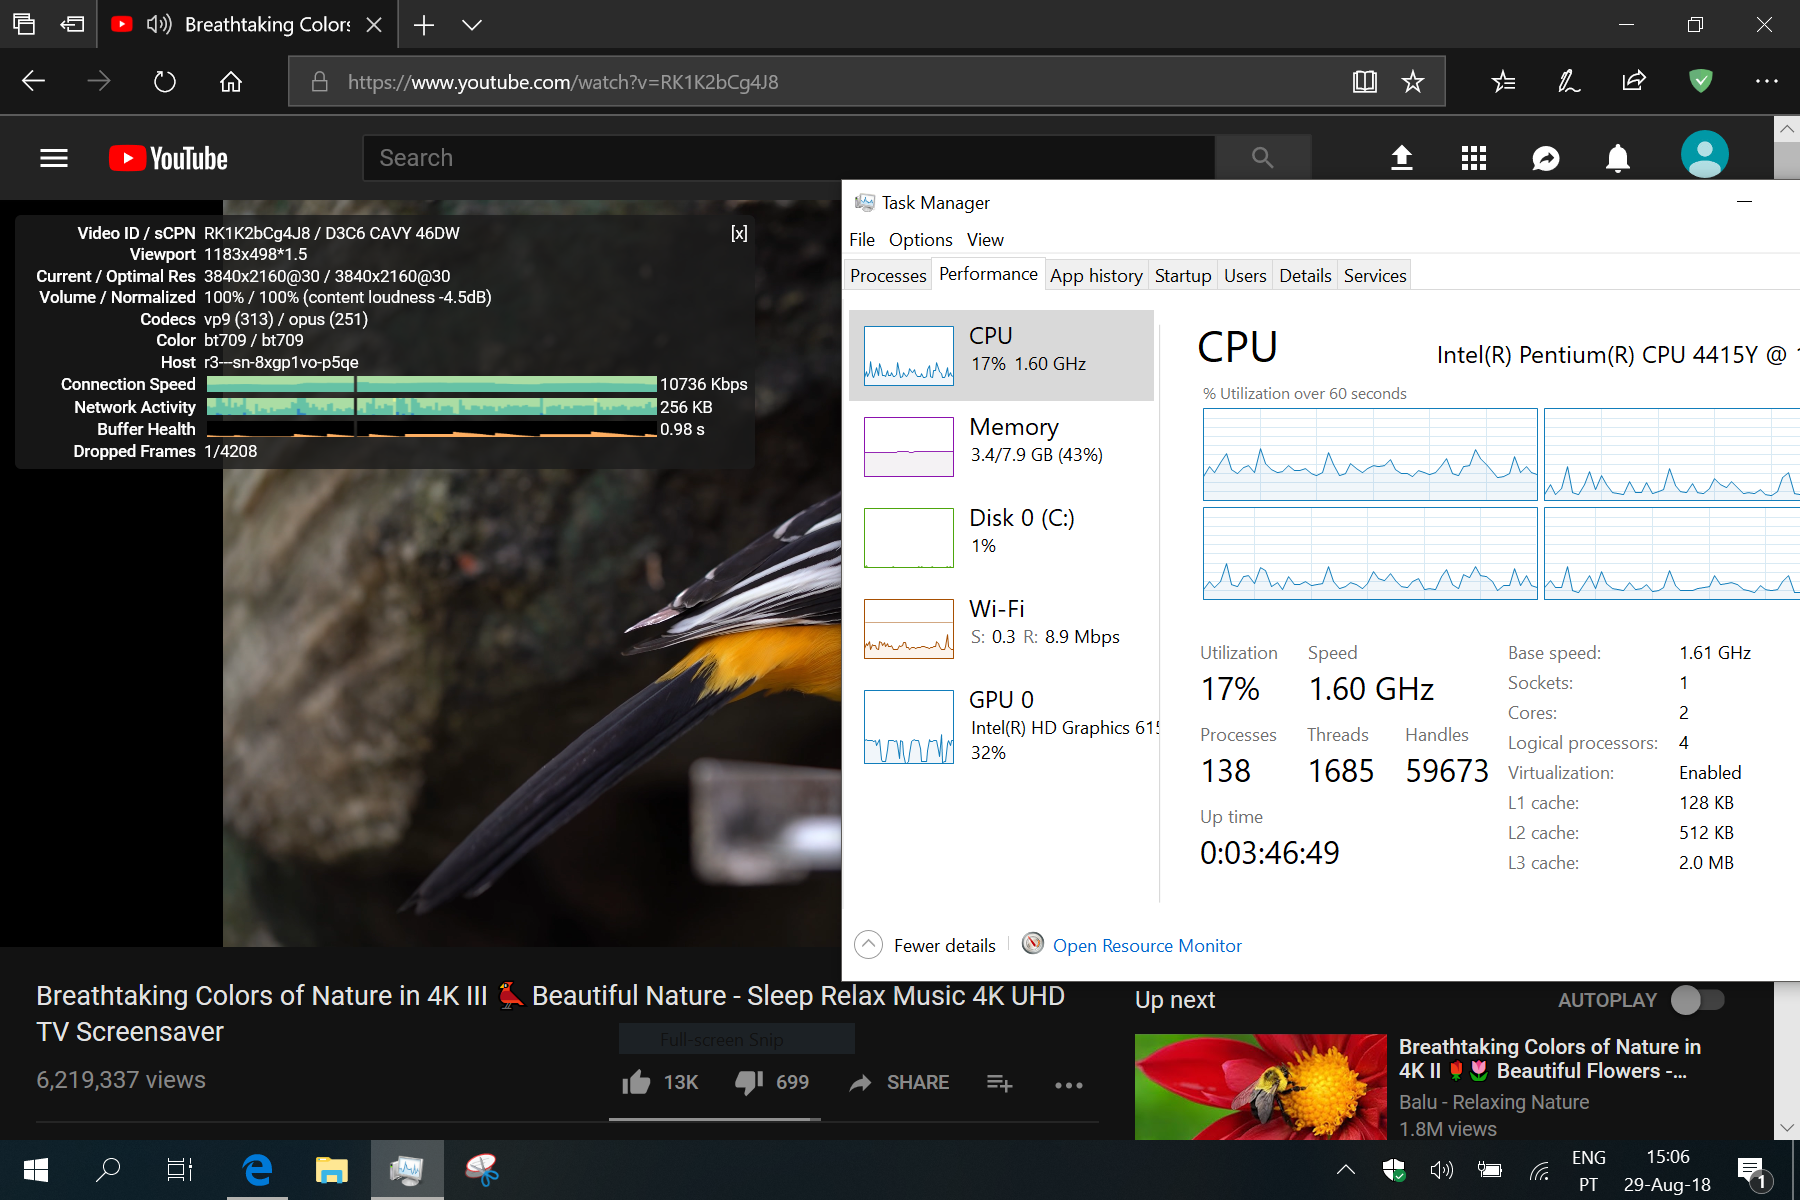 Breathtaking Colors
https://www.youtube.com/watch?v=RK1K2bCg4J8
YouTube
Search
Video ID / sCPN RK1K2bCg4J8 / D3C6 CAVY 46DW
[x]
Viewport 1183x498*1.5
Current / Optimal Res 3840x2160@30 / 3840x2160@30
Volume / Normalized 100% / 100% (content loudness -4.5dB)
Codecs vp9 (313) / opus (251)
Color bt709 / bt709
Host r3---sn-8xgp1vo-p5qe
Connection Speed 10736 Kbps
Network Activity 256 KB
Buffer Health 0.98 s
Dropped Frames 1/4208
Task Manager
File Options View
Processes Performance App history Startup Users Details Services
CPU
17% 1.60 GHz
Memory
3.4/7.9 GB (43%)
Disk 0 (C:)
1%
Wi-Fi
S: 0.3 R: 8.9 Mbps
GPU 0
Intel(R) HD Graphics 615
32%
CPU
Intel(R) Pentium(R) CPU 4415Y @
% Utilization over 60 seconds
Utilization Speed
17% 1.60 GHz
Processes Threads Handles
138 1685 59673
Up time
0:03:46:49
Base speed: 1.61 GHz
Sockets: 1
Cores: 2
Logical processors: 4
Virtualization: Enabled
L1 cache: 128 KB
L2 cache: 512 KB
L3 cache: 2.0 MB
Fewer details Open Resource Monitor
Breathtaking Colors of Nature in 4K III 🐦 Beautiful Nature - Sleep Relax Music 4K UHD
TV Screensaver
Full-screen Snip
6,219,337 views
13K 699 SHARE
Up next
AUTOPLAY
Breathtaking Colors of Nature in
4K II 🌹🌷 Beautiful Flowers -...
Balu - Relaxing Nature
1.8M views
ENG
PT
15:06
29-Aug-18
1